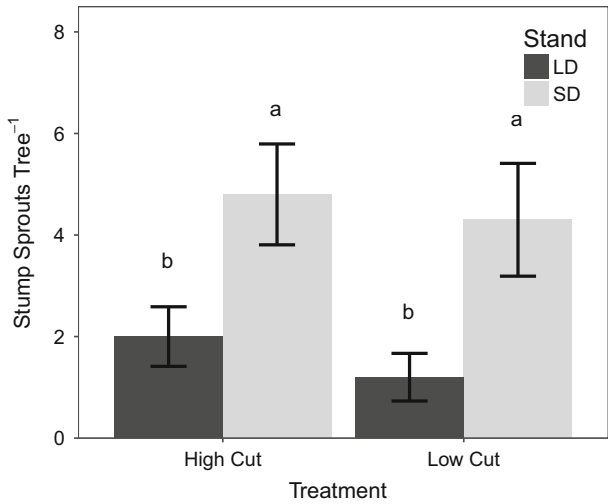 Stump Sprouts Tree⁻¹
8
6
4
2
0
Stand
LD
SD
b
a
b
a
High Cut
Low Cut
Treatment